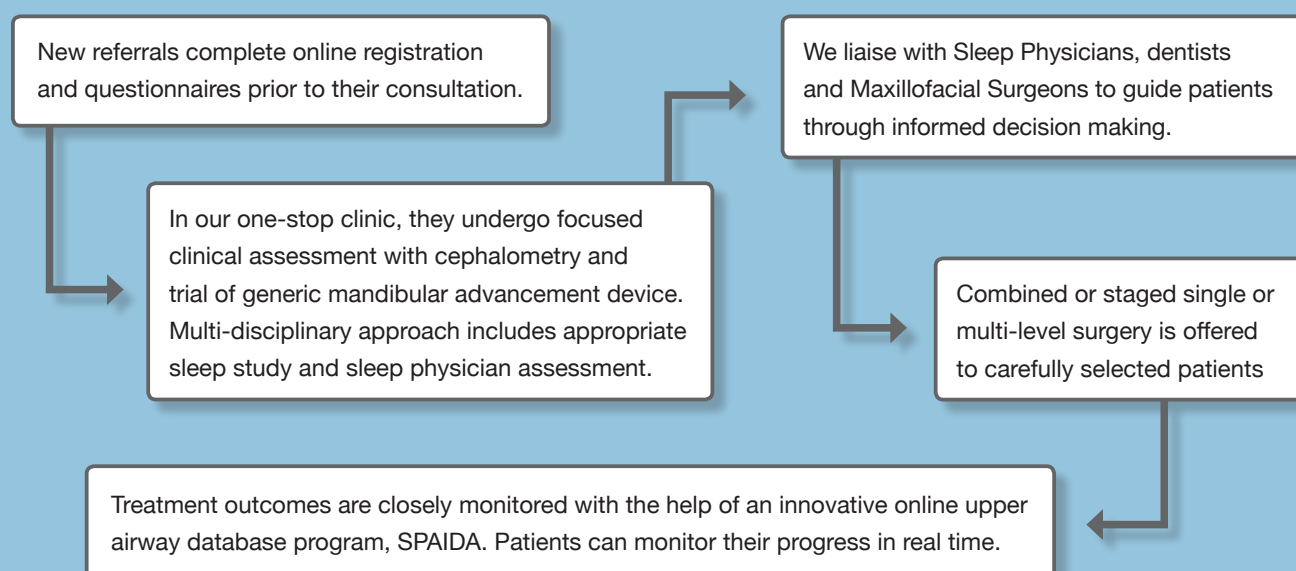 New referrals complete online registration
and questionnaires prior to their consultation.
In our one-stop clinic, they undergo focused
clinical assessment with cephalometry and
trial of generic mandibular advancement device.
Multi-disciplinary approach includes appropriate
sleep study and sleep physician assessment.
We liaise with Sleep Physicians, dentists
and Maxillofacial Surgeons to guide patients
through informed decision making.
Combined or staged single or
multi-level surgery is offered
to carefully selected patients
Treatment outcomes are closely monitored with the help of an innovative online upper
airway database program, SPAIDA. Patients can monitor their progress in real time.